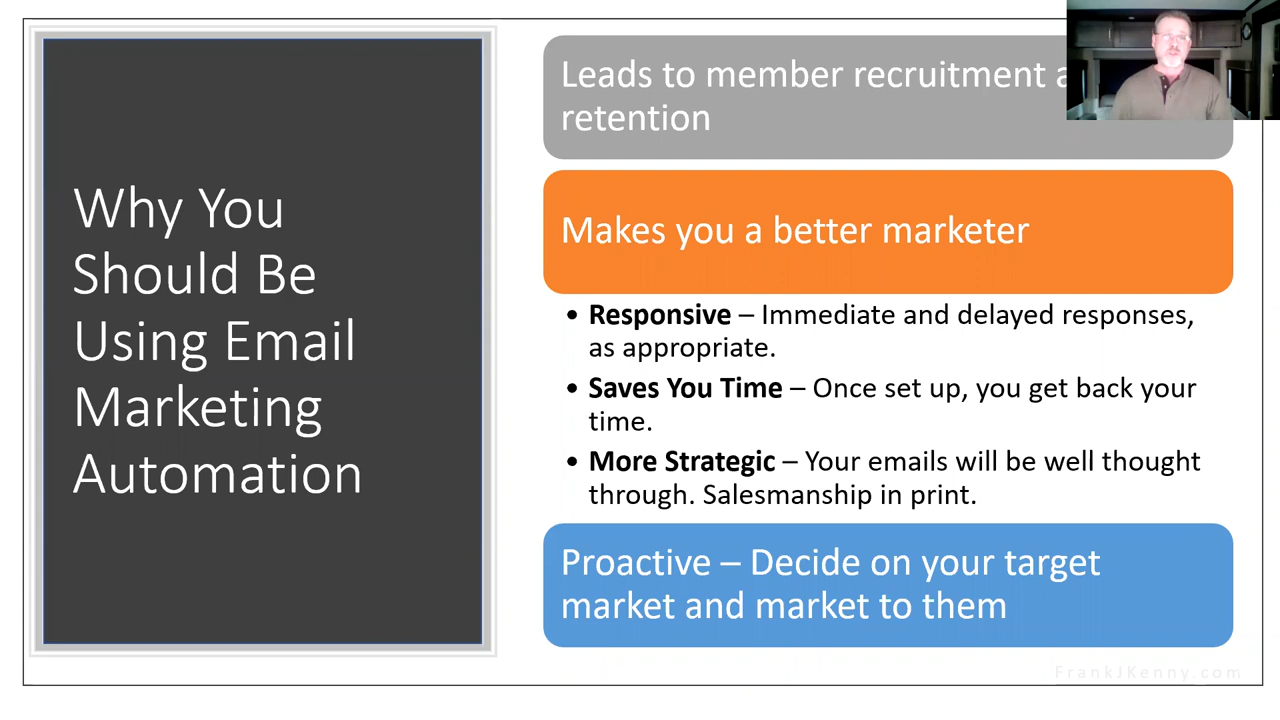 Why You
Should Be
Using Email
Marketing
Automation
Leads to member recruitment
retention
Makes you a better marketer
• Responsive – Immediate and delayed responses,
as appropriate.
• Saves You Time – Once set up, you get back your
time.
• More Strategic – Your emails will be well thought
through. Salesmanship in print.
Proactive – Decide on your target
market and market to them
FrankJKenny.com